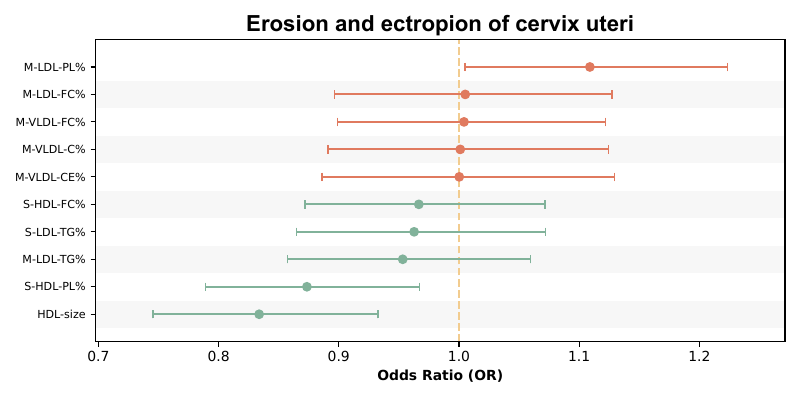 Erosion and ectropion of cervix uteri
M-LDL-PL%
M-LDL-FC%
M-VLDL-FC%
M-VLDL-C%
M-VLDL-CE%
S-HDL-FC%
S-LDL-TG%
M-LDL-TG%
S-HDL-PL%
HDL-size
0.7 0.8 0.9 1.0 1.1 1.2
Odds Ratio (OR)